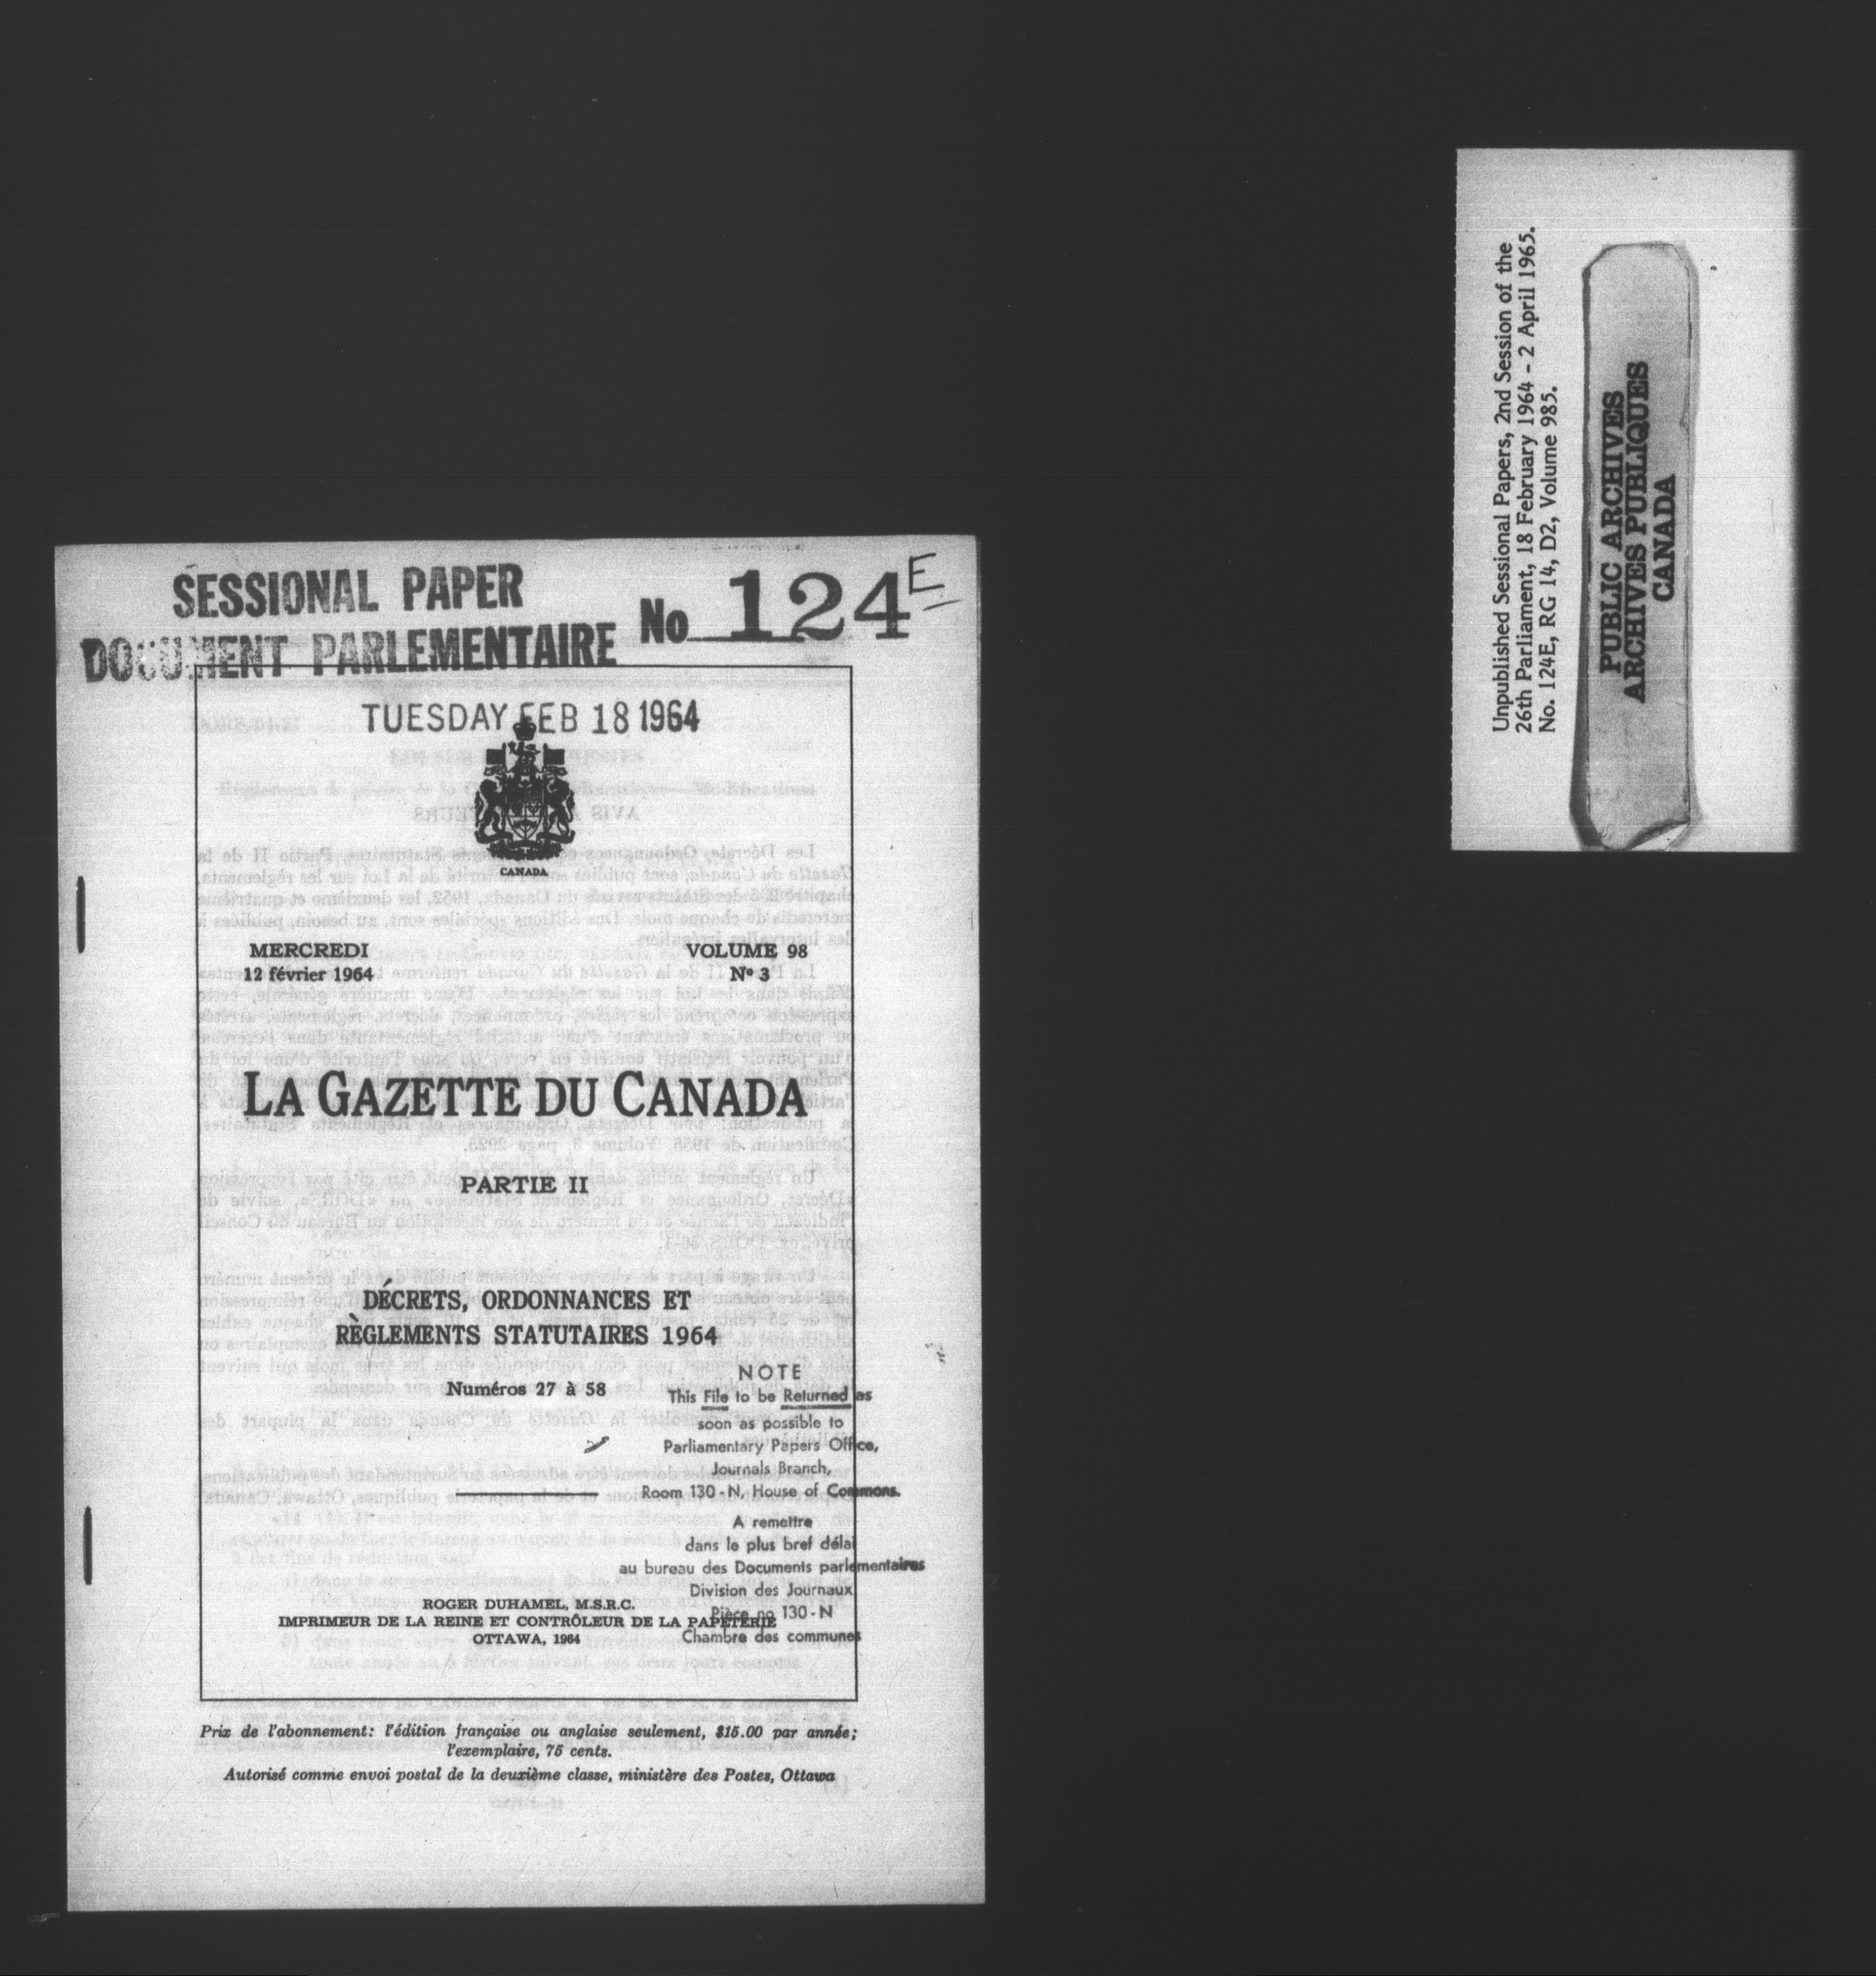 SESSIONAL PAPER
DOCUMENT PARLEMENTAIRE No 124 E
TUESDAY FEB 18 1964
CANADA
MERCREDI
12 février 1964
VOLUME 98
Nº 3
LA GAZETTE DU CANADA
PARTIE II
DÉCRETS, ORDONNANCES ET
RÈGLEMENTS STATUTAIRES 1964
Numéros 27 à 58
NOTE
This File to be Returned as
soon as possible to
Parliamentary Papers Office,
Journals Branch,
Room 130-N, House of Commons.
A remettre
dans le plus bref délai
au bureau des Documents parlementaires
Division des Journaux
Pièce no 130-N
Chambre des communes
ROGER DUHAMEL, M.S.R.C.
IMPRIMEUR DE LA REINE ET CONTRÔLEUR DE LA PAPETERIE
OTTAWA, 1964
Prix de l'abonnement: l'édition française ou anglaise seulement, $15.00 par année;
l'exemplaire, 75 cents.
Autorisé comme envoi postal de la deuxième classe, ministère des Postes, Ottawa
Unpublished Sessional Papers, 2nd Session of the
26th Parliament, 18 February 1964 - 2 April 1965.
No. 124E, RG 14, D2, Volume 985.
PUBLIC ARCHIVES
ARCHIVES PUBLIQUES
CANADA